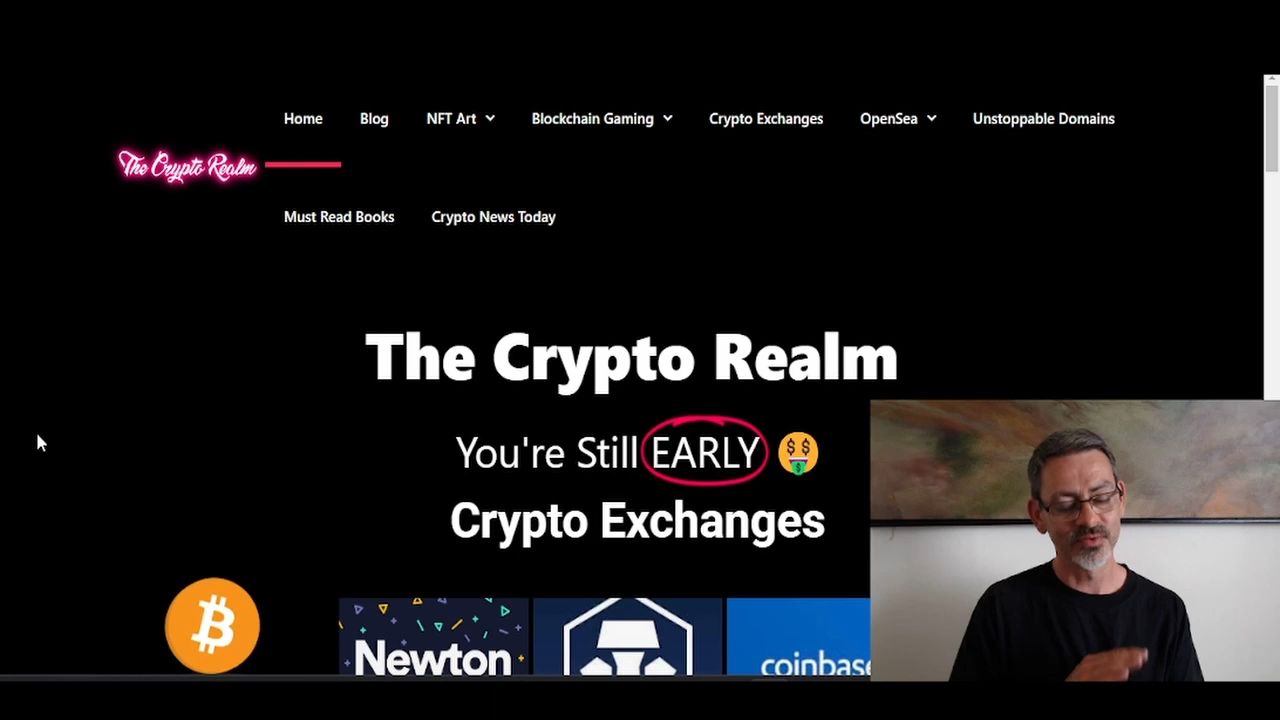 Home Blog NFT Art Blockchain Gaming Crypto Exchanges OpenSea Unstoppable Domains
The Crypto Realm
Must Read Books Crypto News Today
The Crypto Realm
You're Still EARLY
Crypto Exchanges
Newton
coinbase